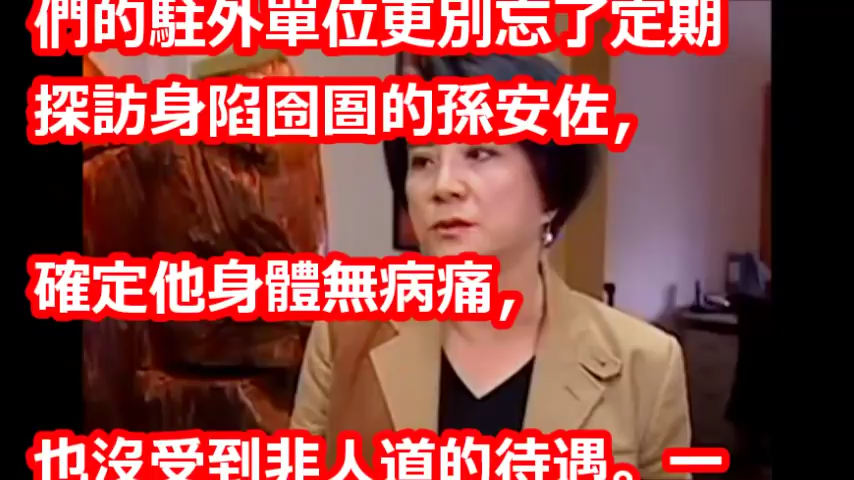 們的駐外單位更別忘了定期
探訪身陷囹圄的孫安佐，
確定他身體無病痛，
也沒受到非人道的待遇。一